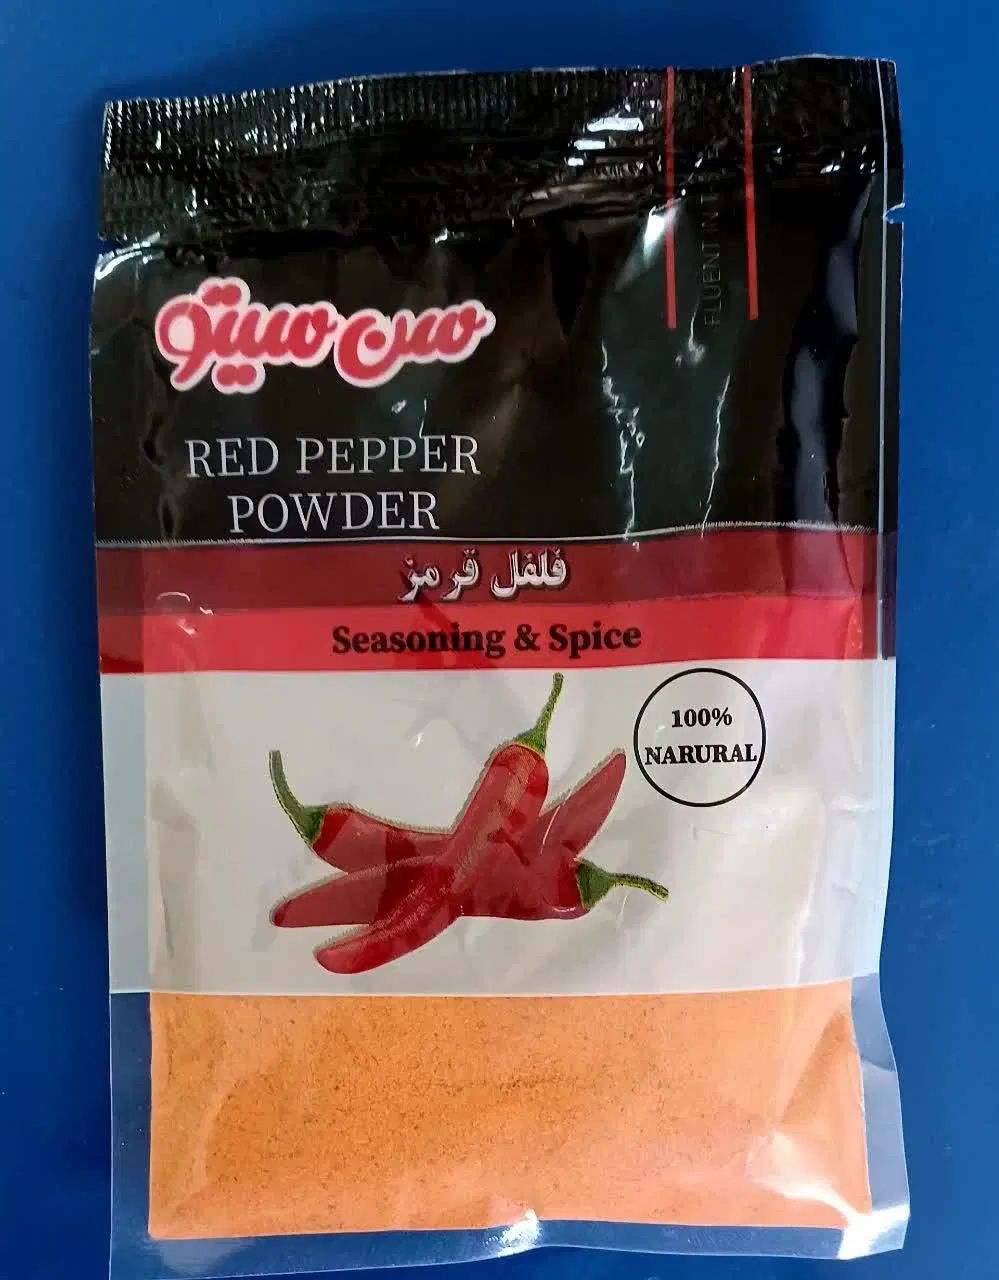 سن سیتو
RED PEPPER
POWDER
فلفل قرمز
Seasoning & Spice
100%
NARURAL